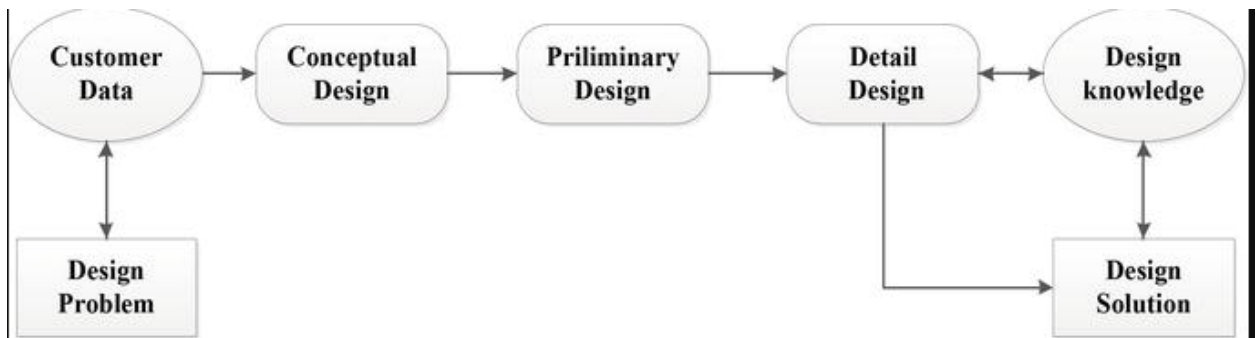 Customer
Data
Conceptual
Design
Priliminary
Design
Detail
Design
Design
knowledge
Design
Problem
Design
Solution